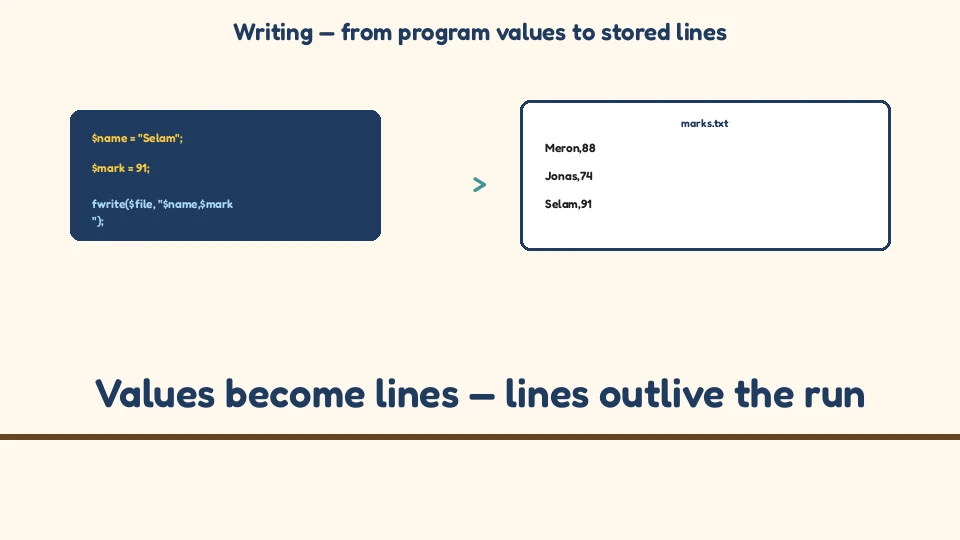 Writing — from program values to stored lines
$name = "Selam";
$mark = 91;
fwrite($file, "$name,$mark
");
>
marks.txt
Meron,88
Jonas,74
Selam,91
Values become lines — lines outlive the run